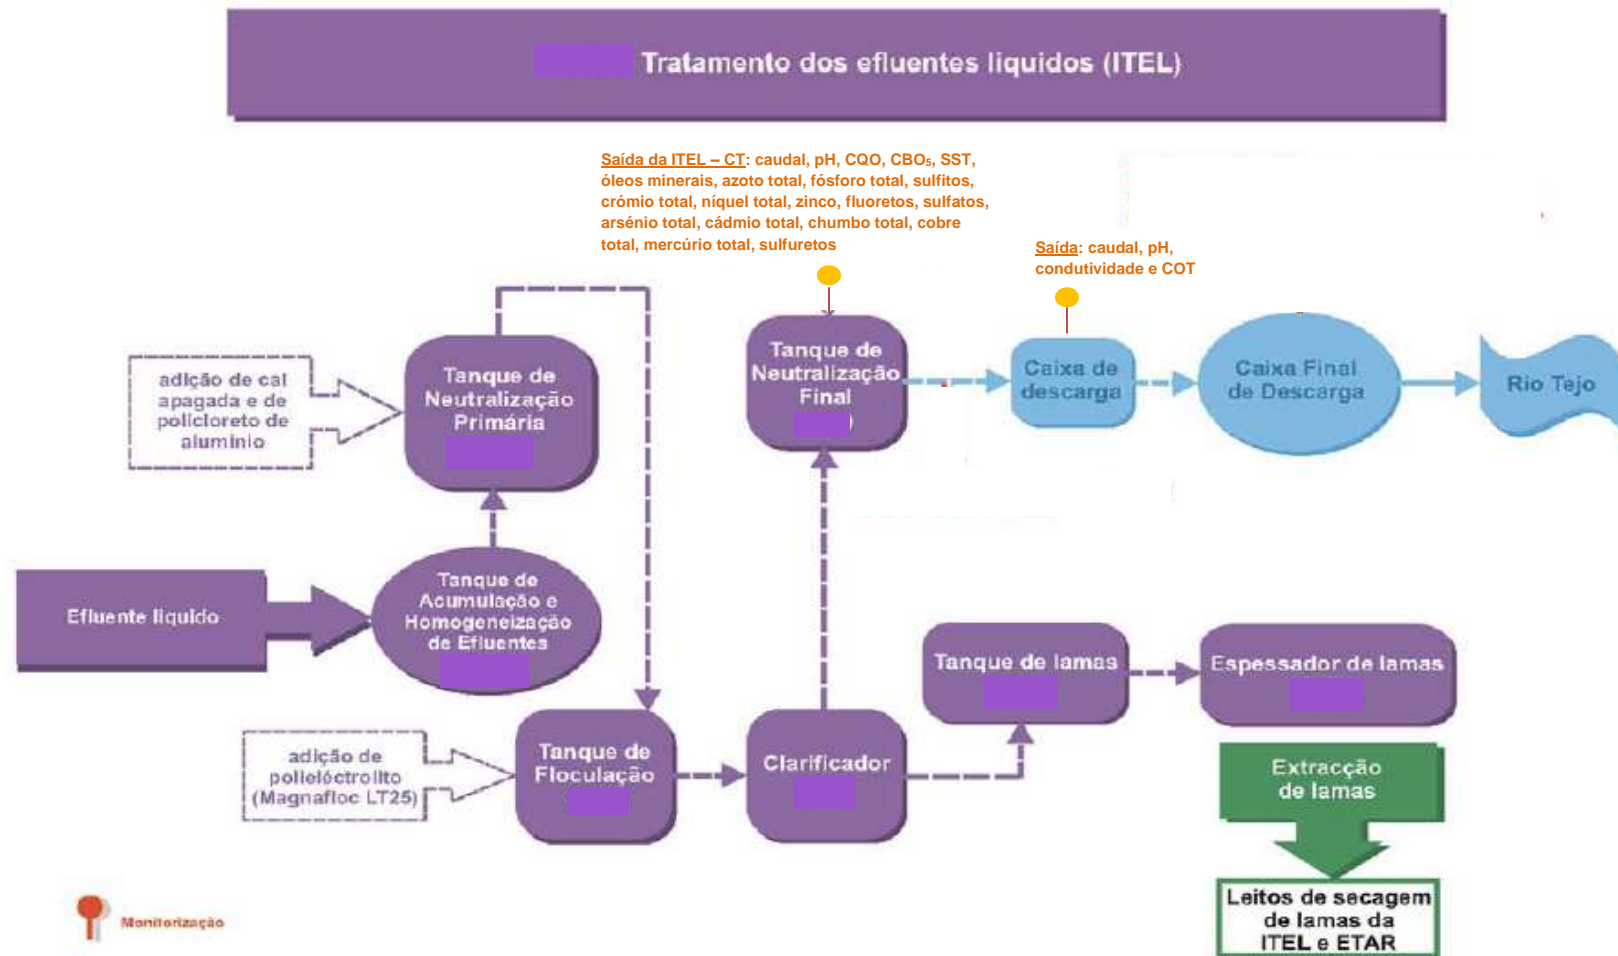 Tratamento dos efluentes liquidos (ITEL)
Saída da ITEL – CT: caudal, pH, CQO, CBO₅, SST,
óleos minerais, azoto total, fósforo total, sulfitos,
crómio total, níquel total, zinco, fluoretos, sulfatos,
arsénio total, cádmio total, chumbo total, cobre
total, mercúrio total, sulfuretos
Saída: caudal, pH,
condutividade e COT
adição de cal
apagada e de
policloreto de
aluminio
Tanque de
Neutralização
Primária
Tanque de
Neutralização
Final
)
Caixa de
descarga
Caixa Final
de Descarga
Rio Tejo
Efluente liquido
Tanque de
Acumulação e
Homogeneização
de Efluentes
Tanque de lamas
Espessador de lamas
adição de
polieléctrolito
(Magnafloc LT25)
Tanque de
Floculação
Clarificador
Extracção
de lamas
Leitos de secagem
de lamas da
ITEL e ETAR
Monitorização